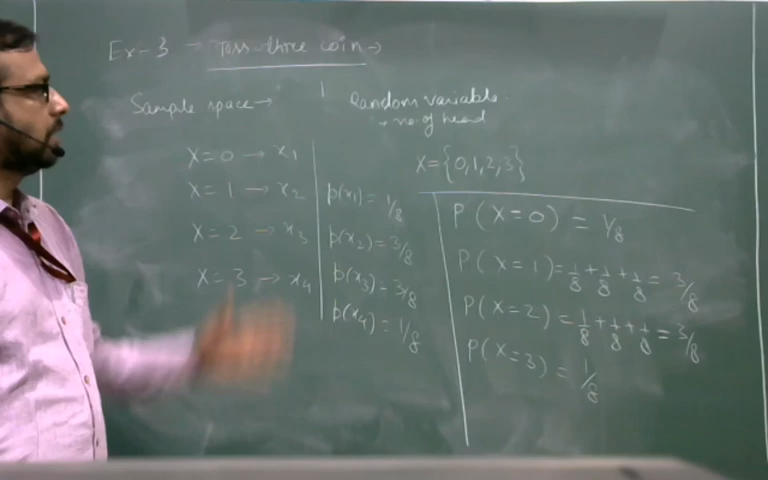 Ex-3 → Toss three coin →
Sample space →
Random variable.
→ no. of head
X = {0,1,2,3}
X=0 → x₁
X=1 → x₂
X=2 → x₃
X=3 → x₄
p(x₁) = 1/8
p(x₂) = 3/8
p(x₃) = 3/8
p(x₄) = 1/8
P(X=0) = 1/8
P(X=1) = 1/8 + 1/8 + 1/8 = 3/8
P(X=2) = 1/8 + 1/8 + 1/8 = 3/8
P(X=3) = 1/8